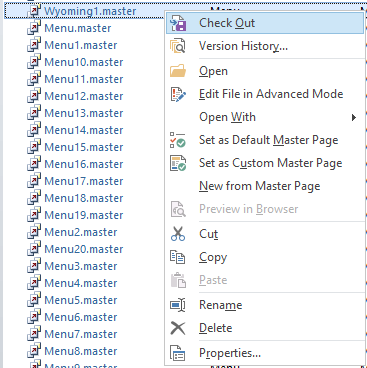 Wyoming1.master
Menu.master
Menu1.master
Menu10.master
Menu11.master
Menu12.master
Menu13.master
Menu14.master
Menu15.master
Menu16.master
Menu17.master
Menu18.master
Menu19.master
Menu2.master
Menu20.master
Menu3.master
Menu4.master
Menu5.master
Menu6.master
Menu7.master
Menu8.master
Check Out
Version History...
Open
Edit File in Advanced Mode
Open With
Set as Default Master Page
Set as Custom Master Page
New from Master Page
Preview in Browser
Cut
Copy
Paste
Rename
Delete
Properties...